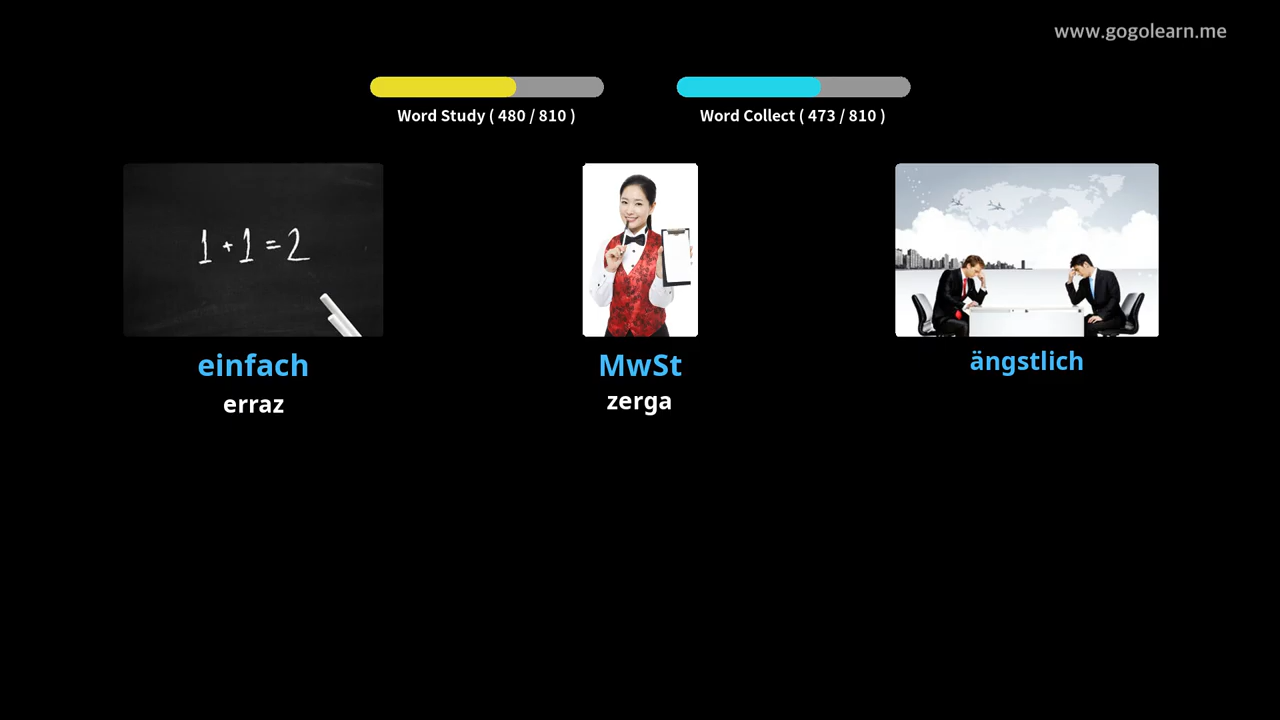 www.gogolearn.me
Word Study ( 480 / 810 )
Word Collect ( 473 / 810 )
1 + 1 = 2
einfach
erraz
MwSt
zerga
ängstlich